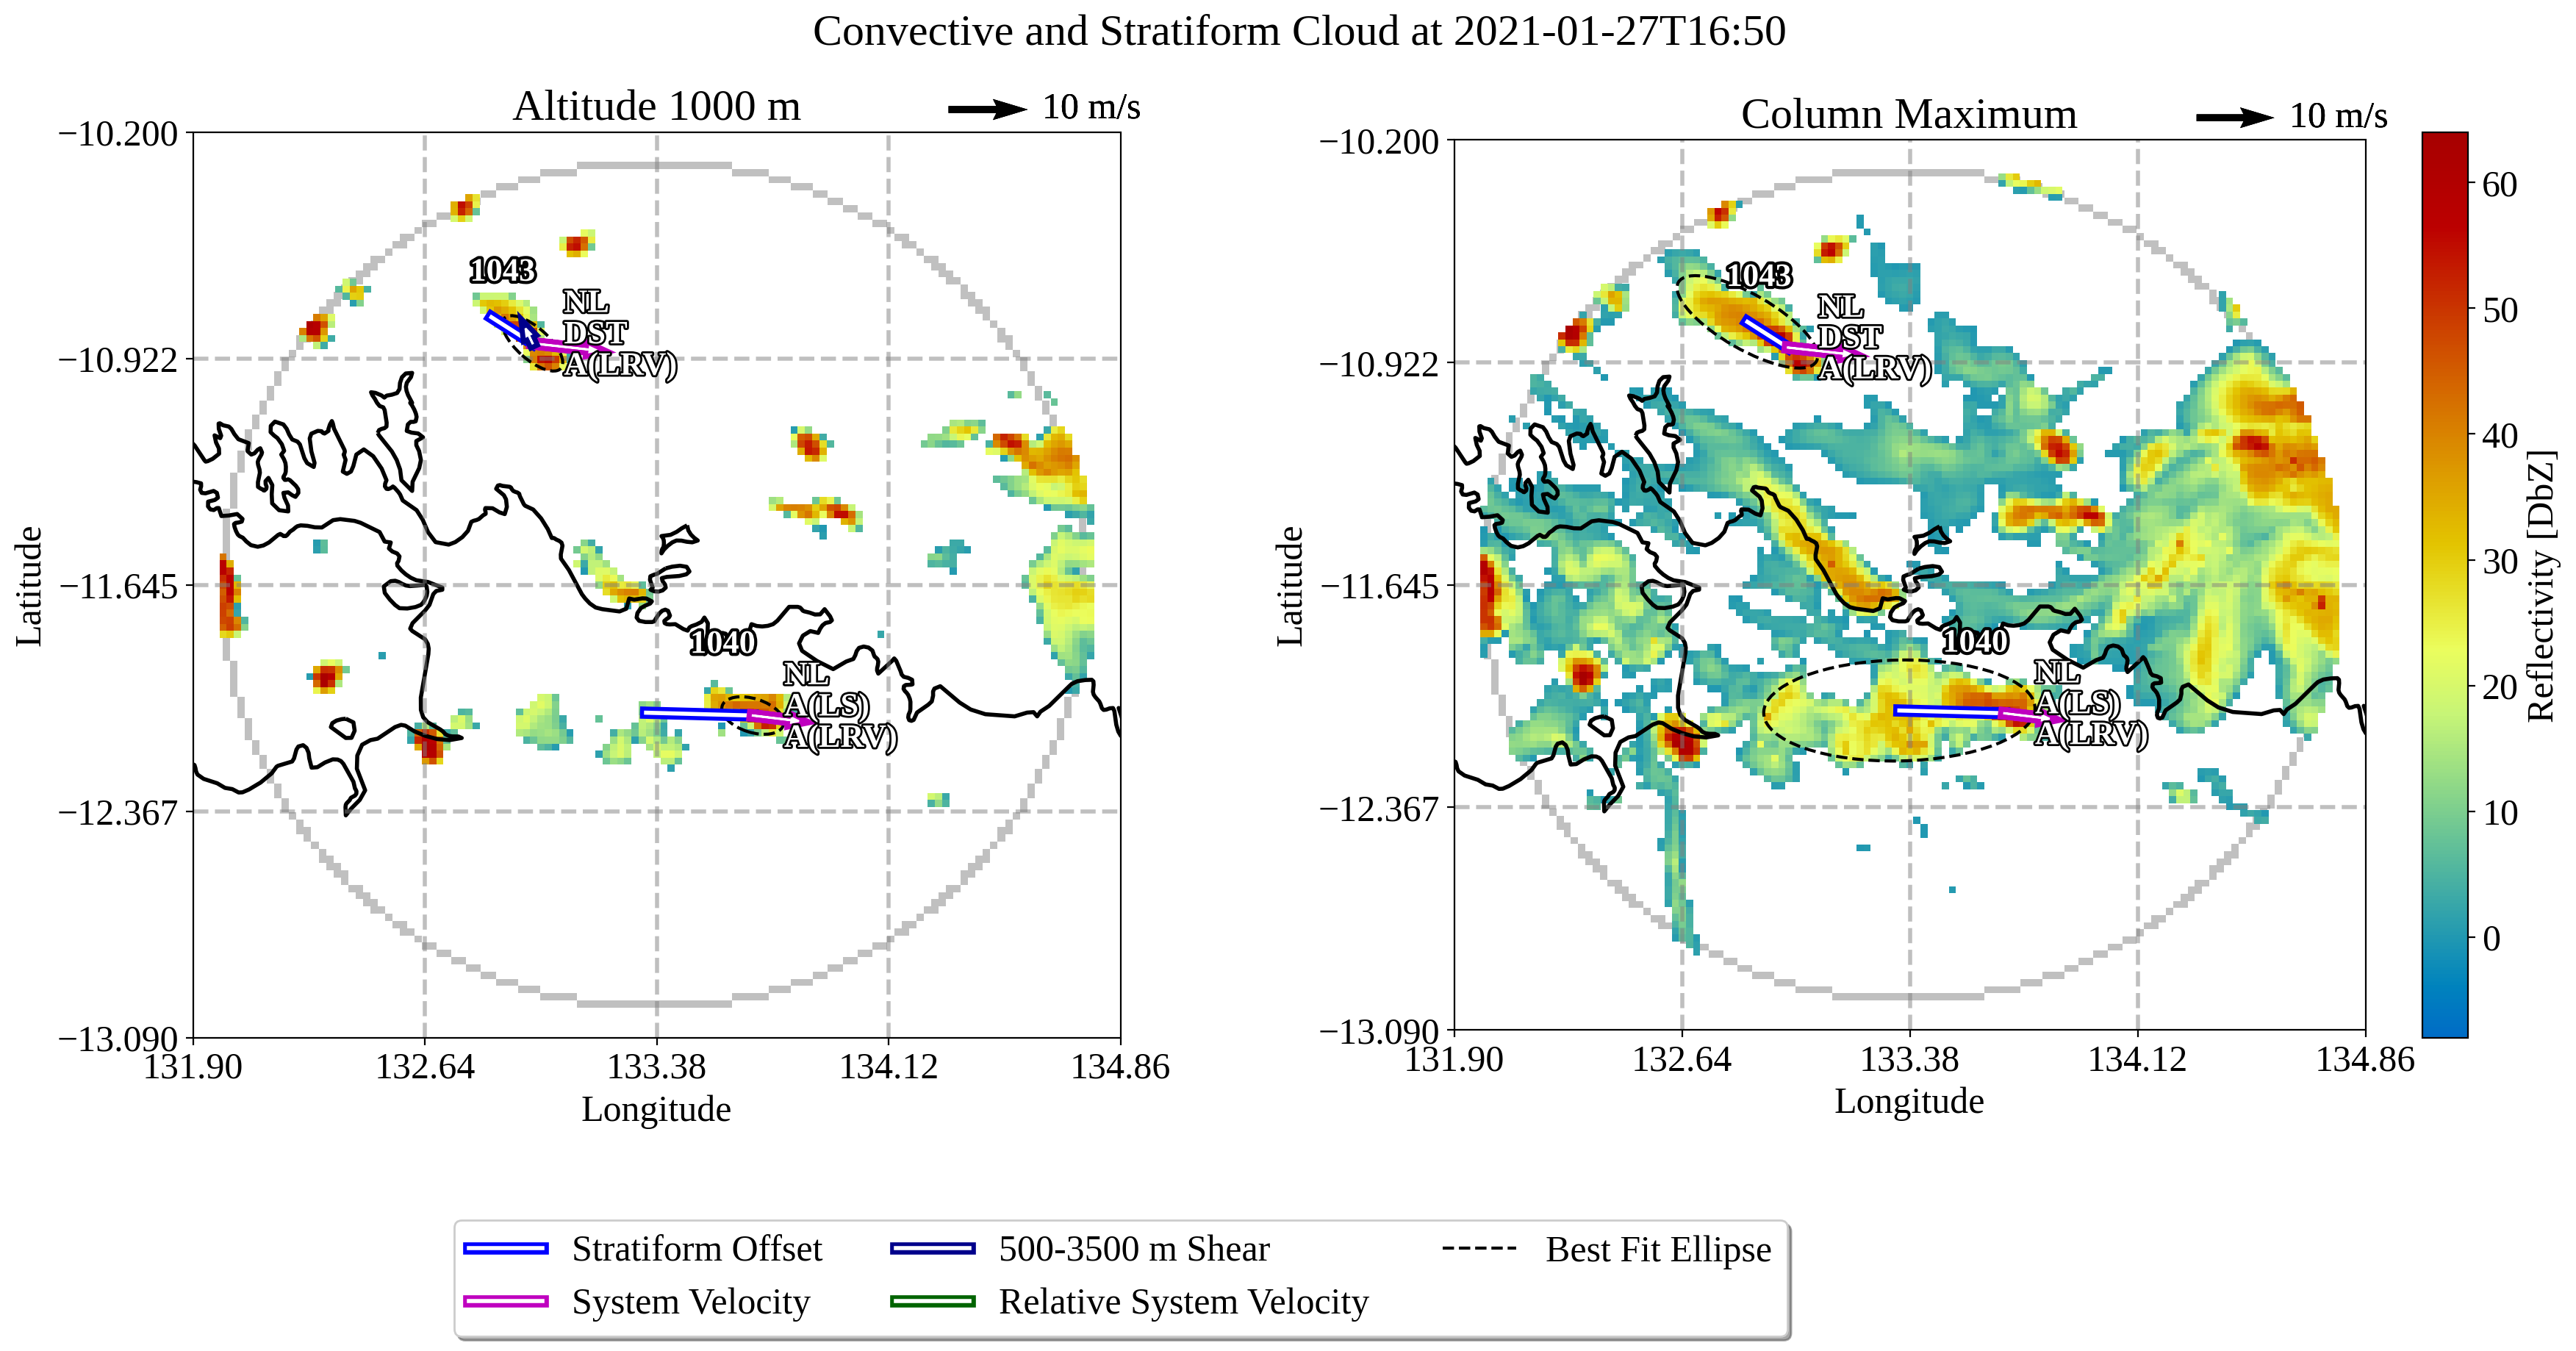 Convective and Stratiform Cloud at 2021-01-27T16:50
Altitude 1000 m
10 m/s
−10.200
−10.922
−11.645
−12.367
−13.090
Latitude
131.90
132.64
133.38
134.12
134.86
Longitude
1043
NL
DST
A(LRV)
1040
NL
A(LS)
A(LRV)
Column Maximum
10 m/s
−10.200
−10.922
−11.645
−12.367
−13.090
Latitude
131.90
132.64
133.38
134.12
134.86
Longitude
1043
NL
DST
A(LRV)
1040
NL
A(LS)
A(LRV)
60
50
40
30
20
10
0
Reflectivity [DbZ]
Stratiform Offset
System Velocity
500-3500 m Shear
Relative System Velocity
Best Fit Ellipse